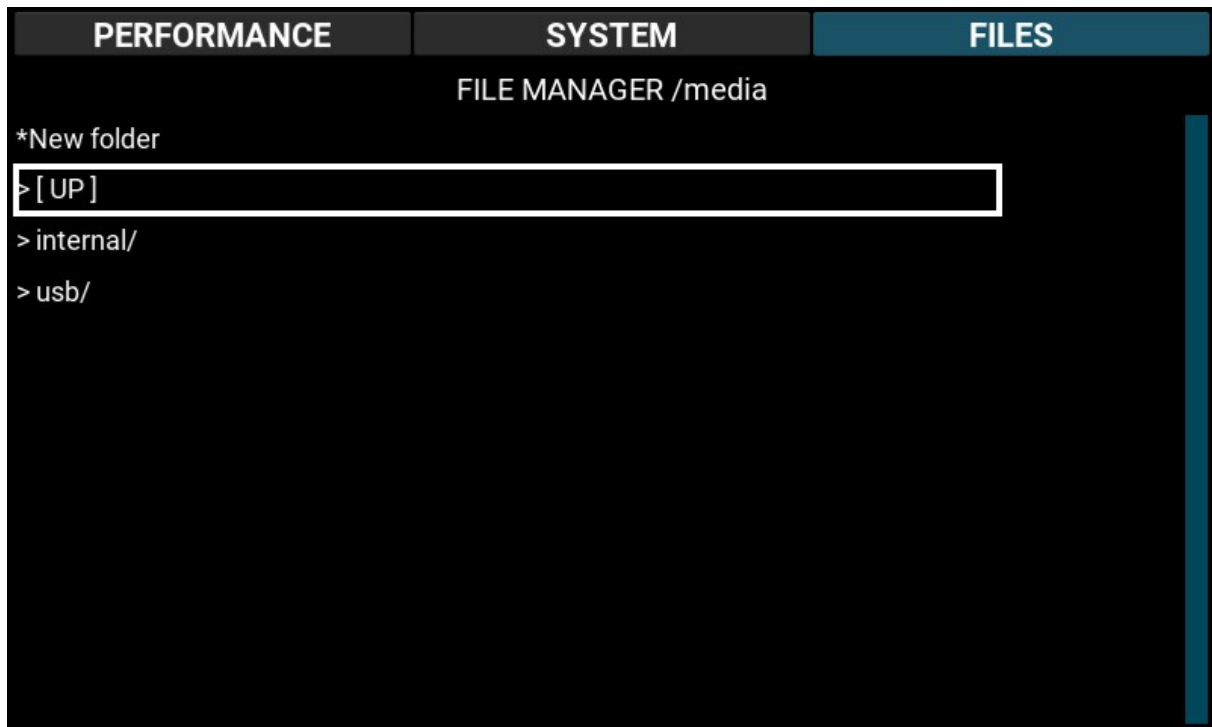 PERFORMANCE SYSTEM FILES
FILE MANAGER /media
*New folder
> [ UP ]
> internal/
> usb/